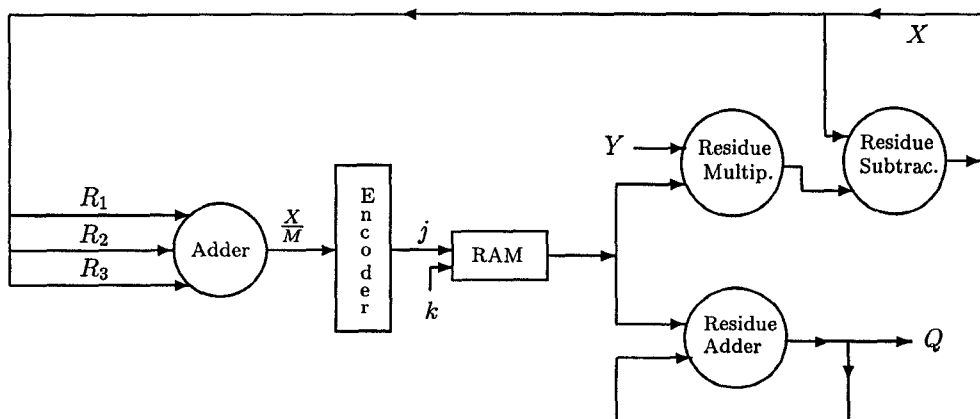 X
Y
Residue
Multip.
Residue
Subtrac.
R₁
R₂
R₃
Adder
X/M
Encoder
j
k
RAM
Residue
Adder
Q